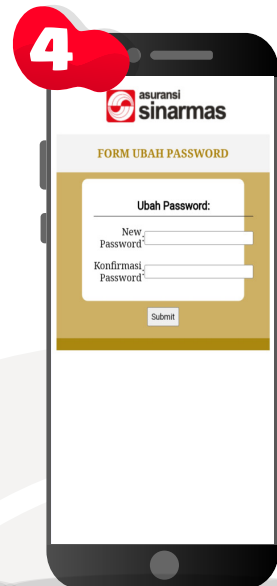 4
asuransi
sinarmas
FORM UBAH PASSWORD
Ubah Password:
New
Password :
Konfirmasi
Password :
Submit